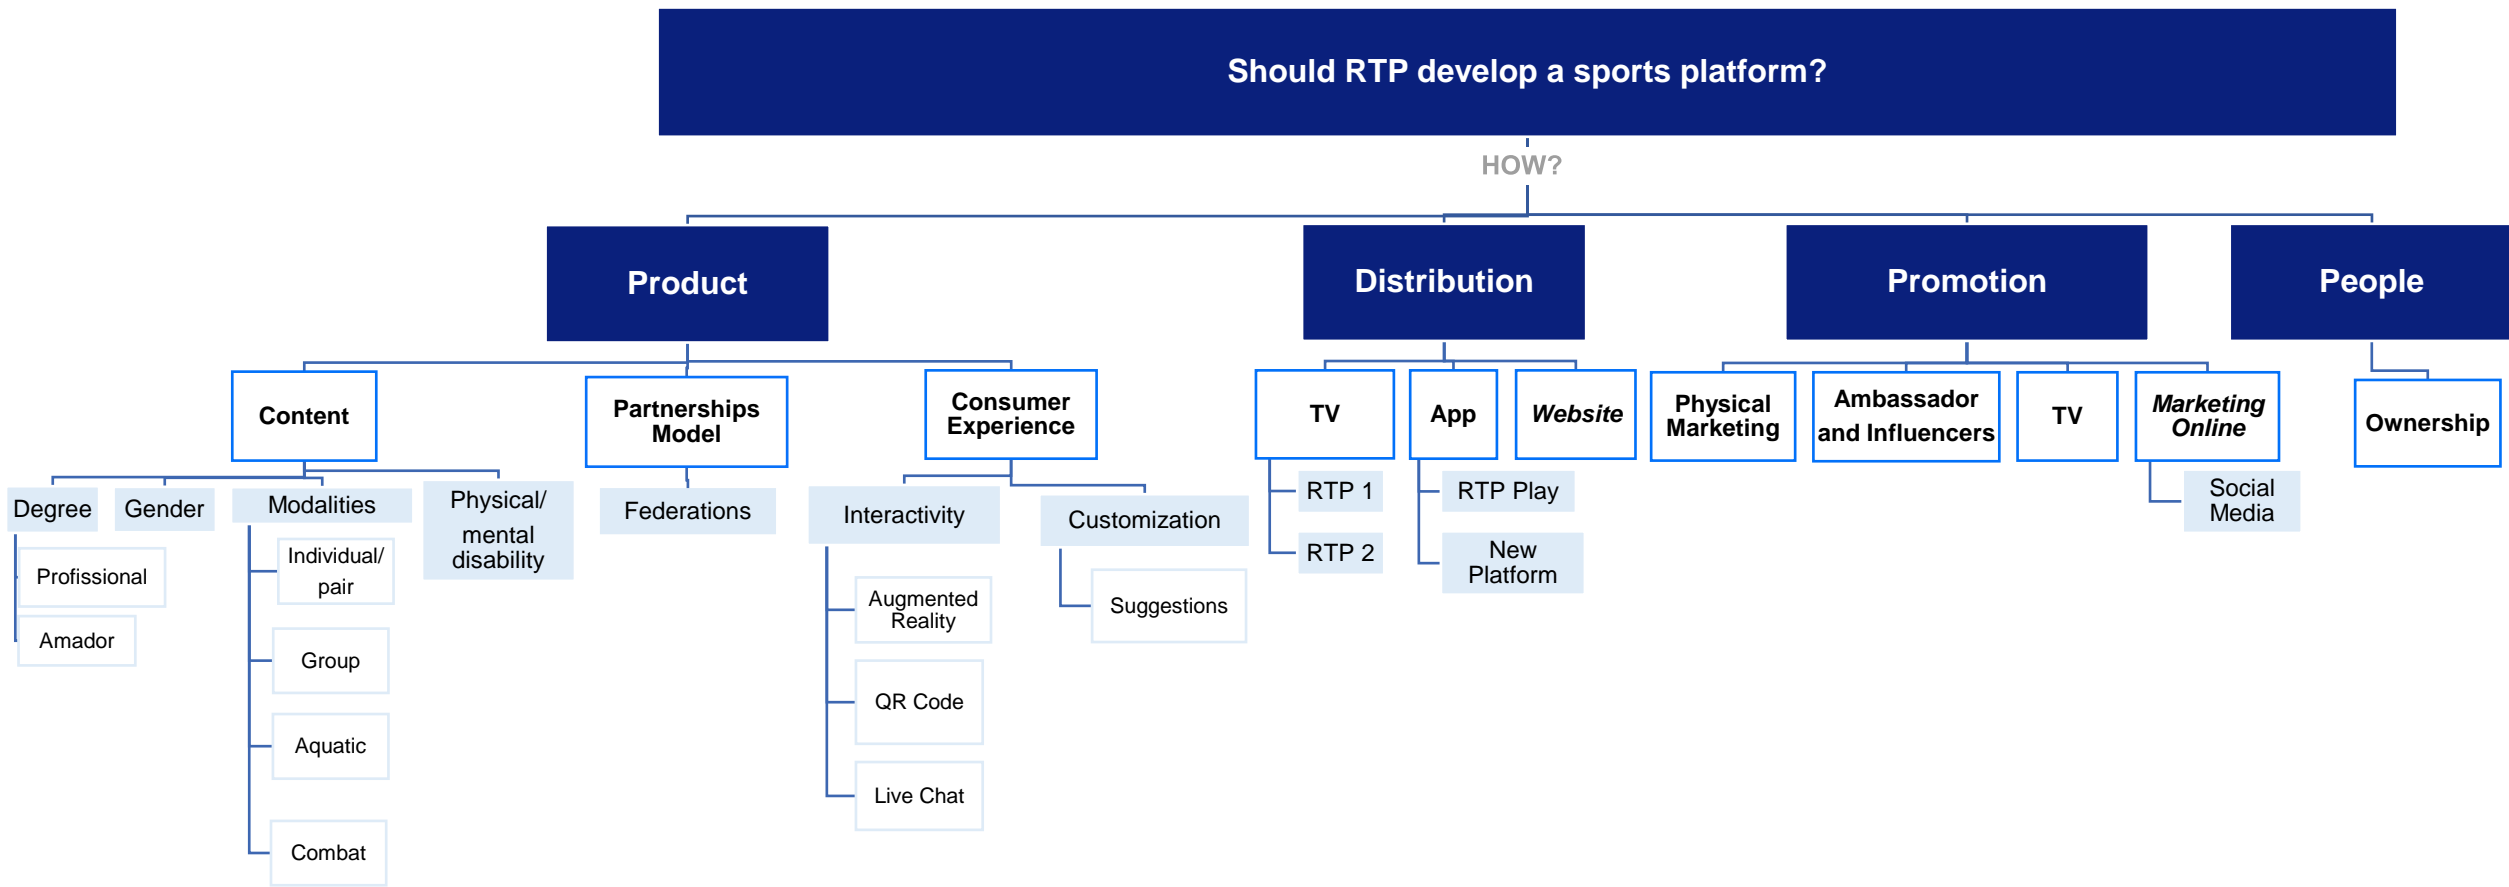 Should RTP develop a sports platform?
HOW?
Product
Distribution
Promotion
People
Content
Partnerships
Model
Consumer
Experience
TV
App
Website
Physical
Marketing
Ambassador
and Influencers
TV
Marketing
Online
Ownership
Degree
Gender
Modalities
Physical/
mental
disability
Federations
Interactivity
Customization
RTP 1
RTP 2
RTP Play
New
Platform
Social
Media
Profissional
Amador
Individual/
pair
Group
Aquatic
Combat
Augmented
Reality
QR Code
Live Chat
Suggestions